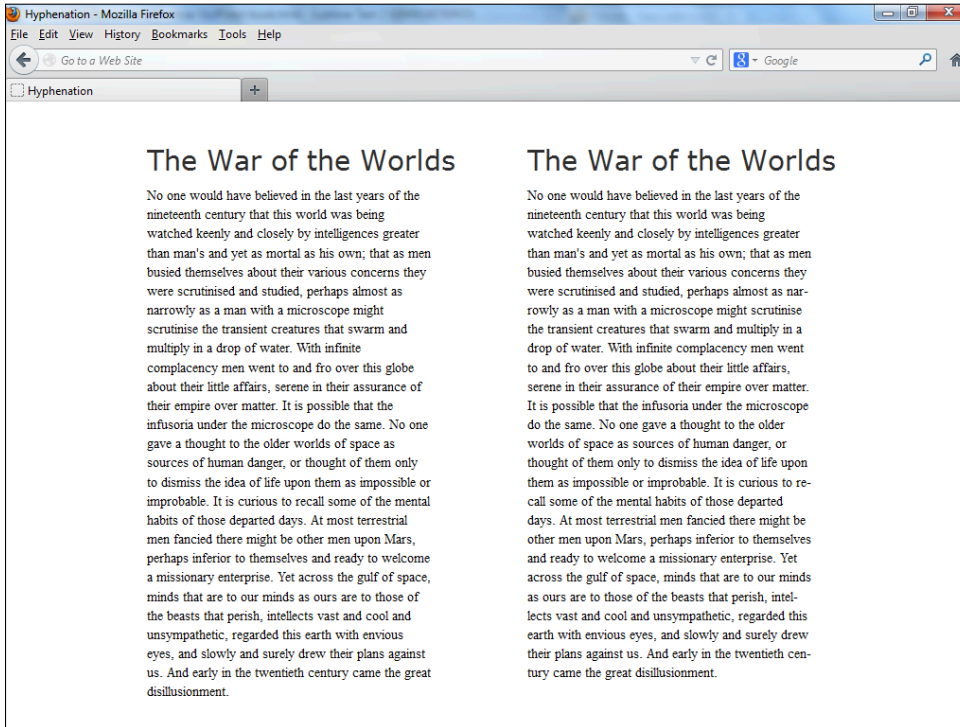 Hyphenation - Mozilla Firefox
File Edit View History Bookmarks Tools Help
Go to a Web Site
8 Google
Hyphenation +
The War of the Worlds
No one would have believed in the last years of the
nineteenth century that this world was being
watched keenly and closely by intelligences greater
than man's and yet as mortal as his own; that as men
busied themselves about their various concerns they
were scrutinised and studied, perhaps almost as
narrowly as a man with a microscope might
scrutinise the transient creatures that swarm and
multiply in a drop of water. With infinite
complacency men went to and fro over this globe
about their little affairs, serene in their assurance of
their empire over matter. It is possible that the
infusoria under the microscope do the same. No one
gave a thought to the older worlds of space as
sources of human danger, or thought of them only
to dismiss the idea of life upon them as impossible or
improbable. It is curious to recall some of the mental
habits of those departed days. At most terrestrial
men fancied there might be other men upon Mars,
perhaps inferior to themselves and ready to welcome
a missionary enterprise. Yet across the gulf of space,
minds that are to our minds as ours are to those of
the beasts that perish, intellects vast and cool and
unsympathetic, regarded this earth with envious
eyes, and slowly and surely drew their plans against
us. And early in the twentieth century came the great
disillusionment.
The War of the Worlds
No one would have believed in the last years of the
nineteenth century that this world was being
watched keenly and closely by intelligences greater
than man's and yet as mortal as his own; that as men
busied themselves about their various concerns they
were scrutinised and studied, perhaps almost as nar-
rowly as a man with a microscope might scrutinise
the transient creatures that swarm and multiply in a
drop of water. With infinite complacency men went
to and fro over this globe about their little affairs,
serene in their assurance of their empire over matter.
It is possible that the infusoria under the microscope
do the same. No one gave a thought to the older
worlds of space as sources of human danger, or
thought of them only to dismiss the idea of life upon
them as impossible or improbable. It is curious to re-
call some of the mental habits of those departed
days. At most terrestrial men fancied there might be
other men upon Mars, perhaps inferior to themselves
and ready to welcome a missionary enterprise. Yet
across the gulf of space, minds that are to our minds
as ours are to those of the beasts that perish, intel-
lects vast and cool and unsympathetic, regarded this
earth with envious eyes, and slowly and surely drew
their plans against us. And early in the twentieth cen-
tury came the great disillusionment.